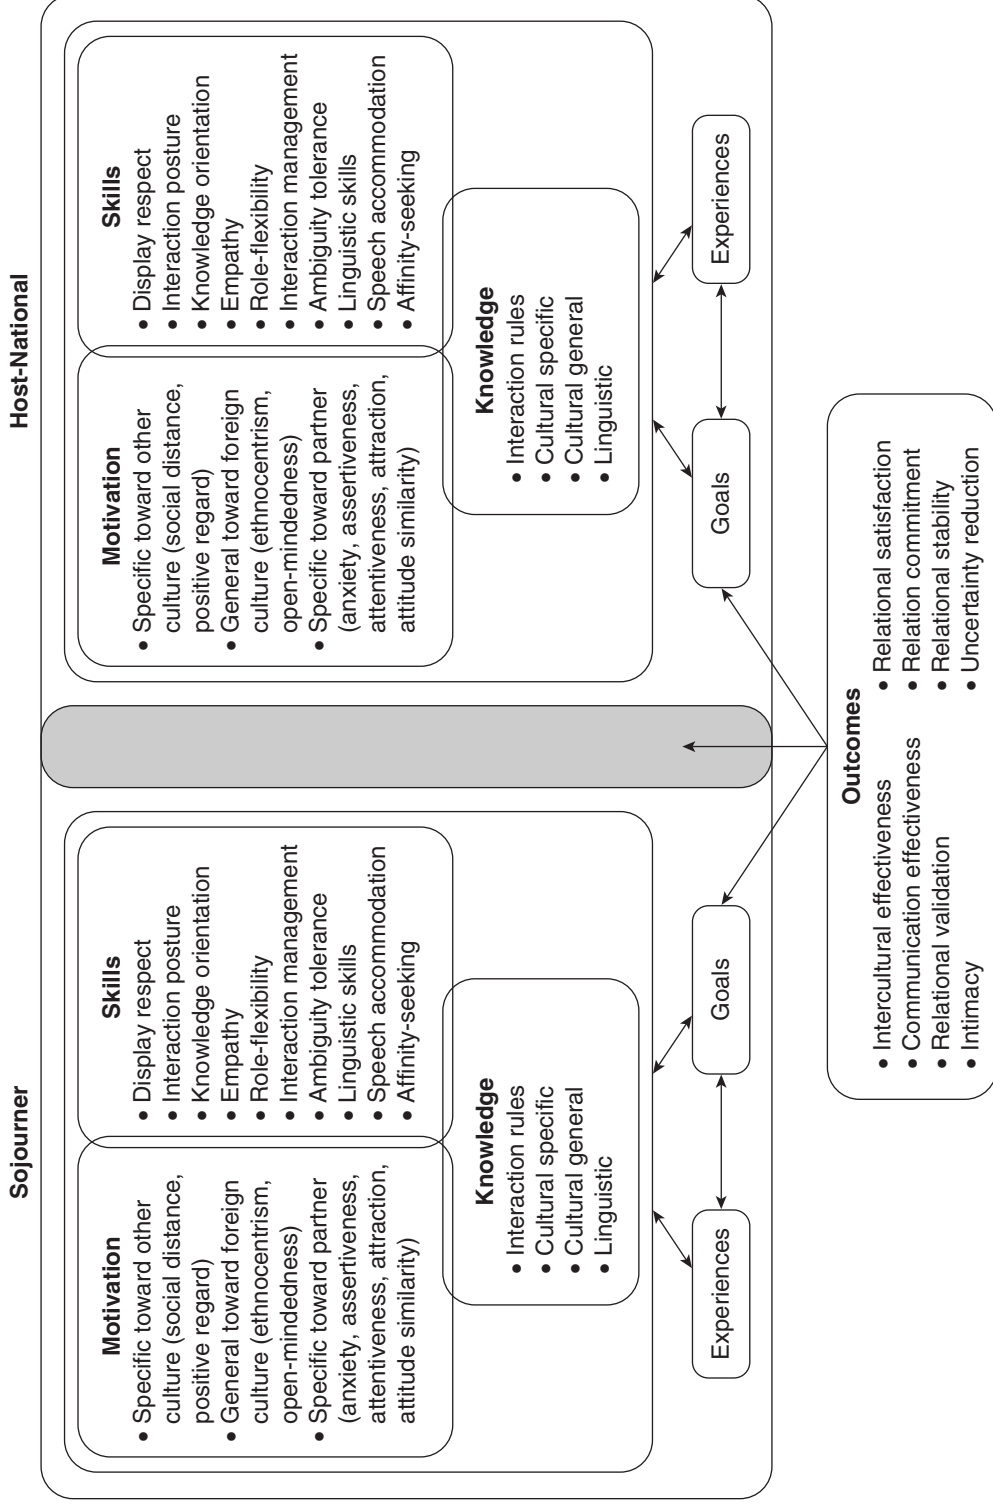 Sojourner
Motivation
• Specific toward other
culture (social distance,
positive regard)
• General toward foreign
culture (ethnocentrism,
open-mindedness)
• Specific toward partner
(anxiety, assertiveness,
attentiveness, attraction,
attitude similarity)
Skills
• Display respect
• Interaction posture
• Knowledge orientation
• Empathy
• Role-flexibility
• Interaction management
• Ambiguity tolerance
• Linguistic skills
• Speech accommodation
• Affinity-seeking
Knowledge
• Interaction rules
• Cultural specific
• Cultural general
• Linguistic
Experiences
Goals
Host-National
Motivation
• Specific toward other
culture (social distance,
positive regard)
• General toward foreign
culture (ethnocentrism,
open-mindedness)
• Specific toward partner
(anxiety, assertiveness,
attentiveness, attraction,
attitude similarity)
Skills
• Display respect
• Interaction posture
• Knowledge orientation
• Empathy
• Role-flexibility
• Interaction management
• Ambiguity tolerance
• Linguistic skills
• Speech accommodation
• Affinity-seeking
Knowledge
• Interaction rules
• Cultural specific
• Cultural general
• Linguistic
Goals
Experiences
Outcomes
• Intercultural effectiveness
• Communication effectiveness
• Relational validation
• Intimacy
• Relational satisfaction
• Relation commitment
• Relational stability
• Uncertainty reduction